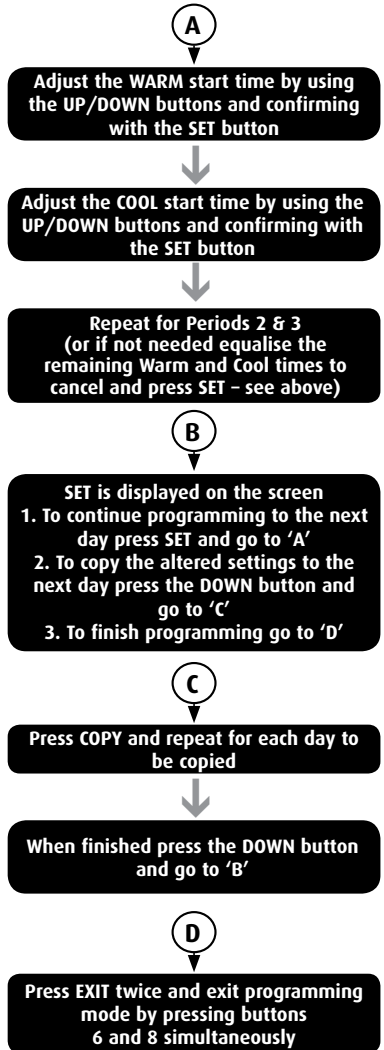 A
Adjust the WARM start time by using
the UP/DOWN buttons and confirming
with the SET button
Adjust the COOL start time by using the
UP/DOWN buttons and confirming with
the SET button
Repeat for Periods 2 & 3
(or if not needed equalise the
remaining Warm and Cool times to
cancel and press SET – see above)
B
SET is displayed on the screen
1. To continue programming to the next
day press SET and go to ‘A’
2. To copy the altered settings to the
next day press the DOWN button and
go to ‘C’
3. To finish programming go to ‘D’
C
Press COPY and repeat for each day to
be copied
When finished press the DOWN button
and go to ‘B’
D
Press EXIT twice and exit programming
mode by pressing buttons
6 and 8 simultaneously